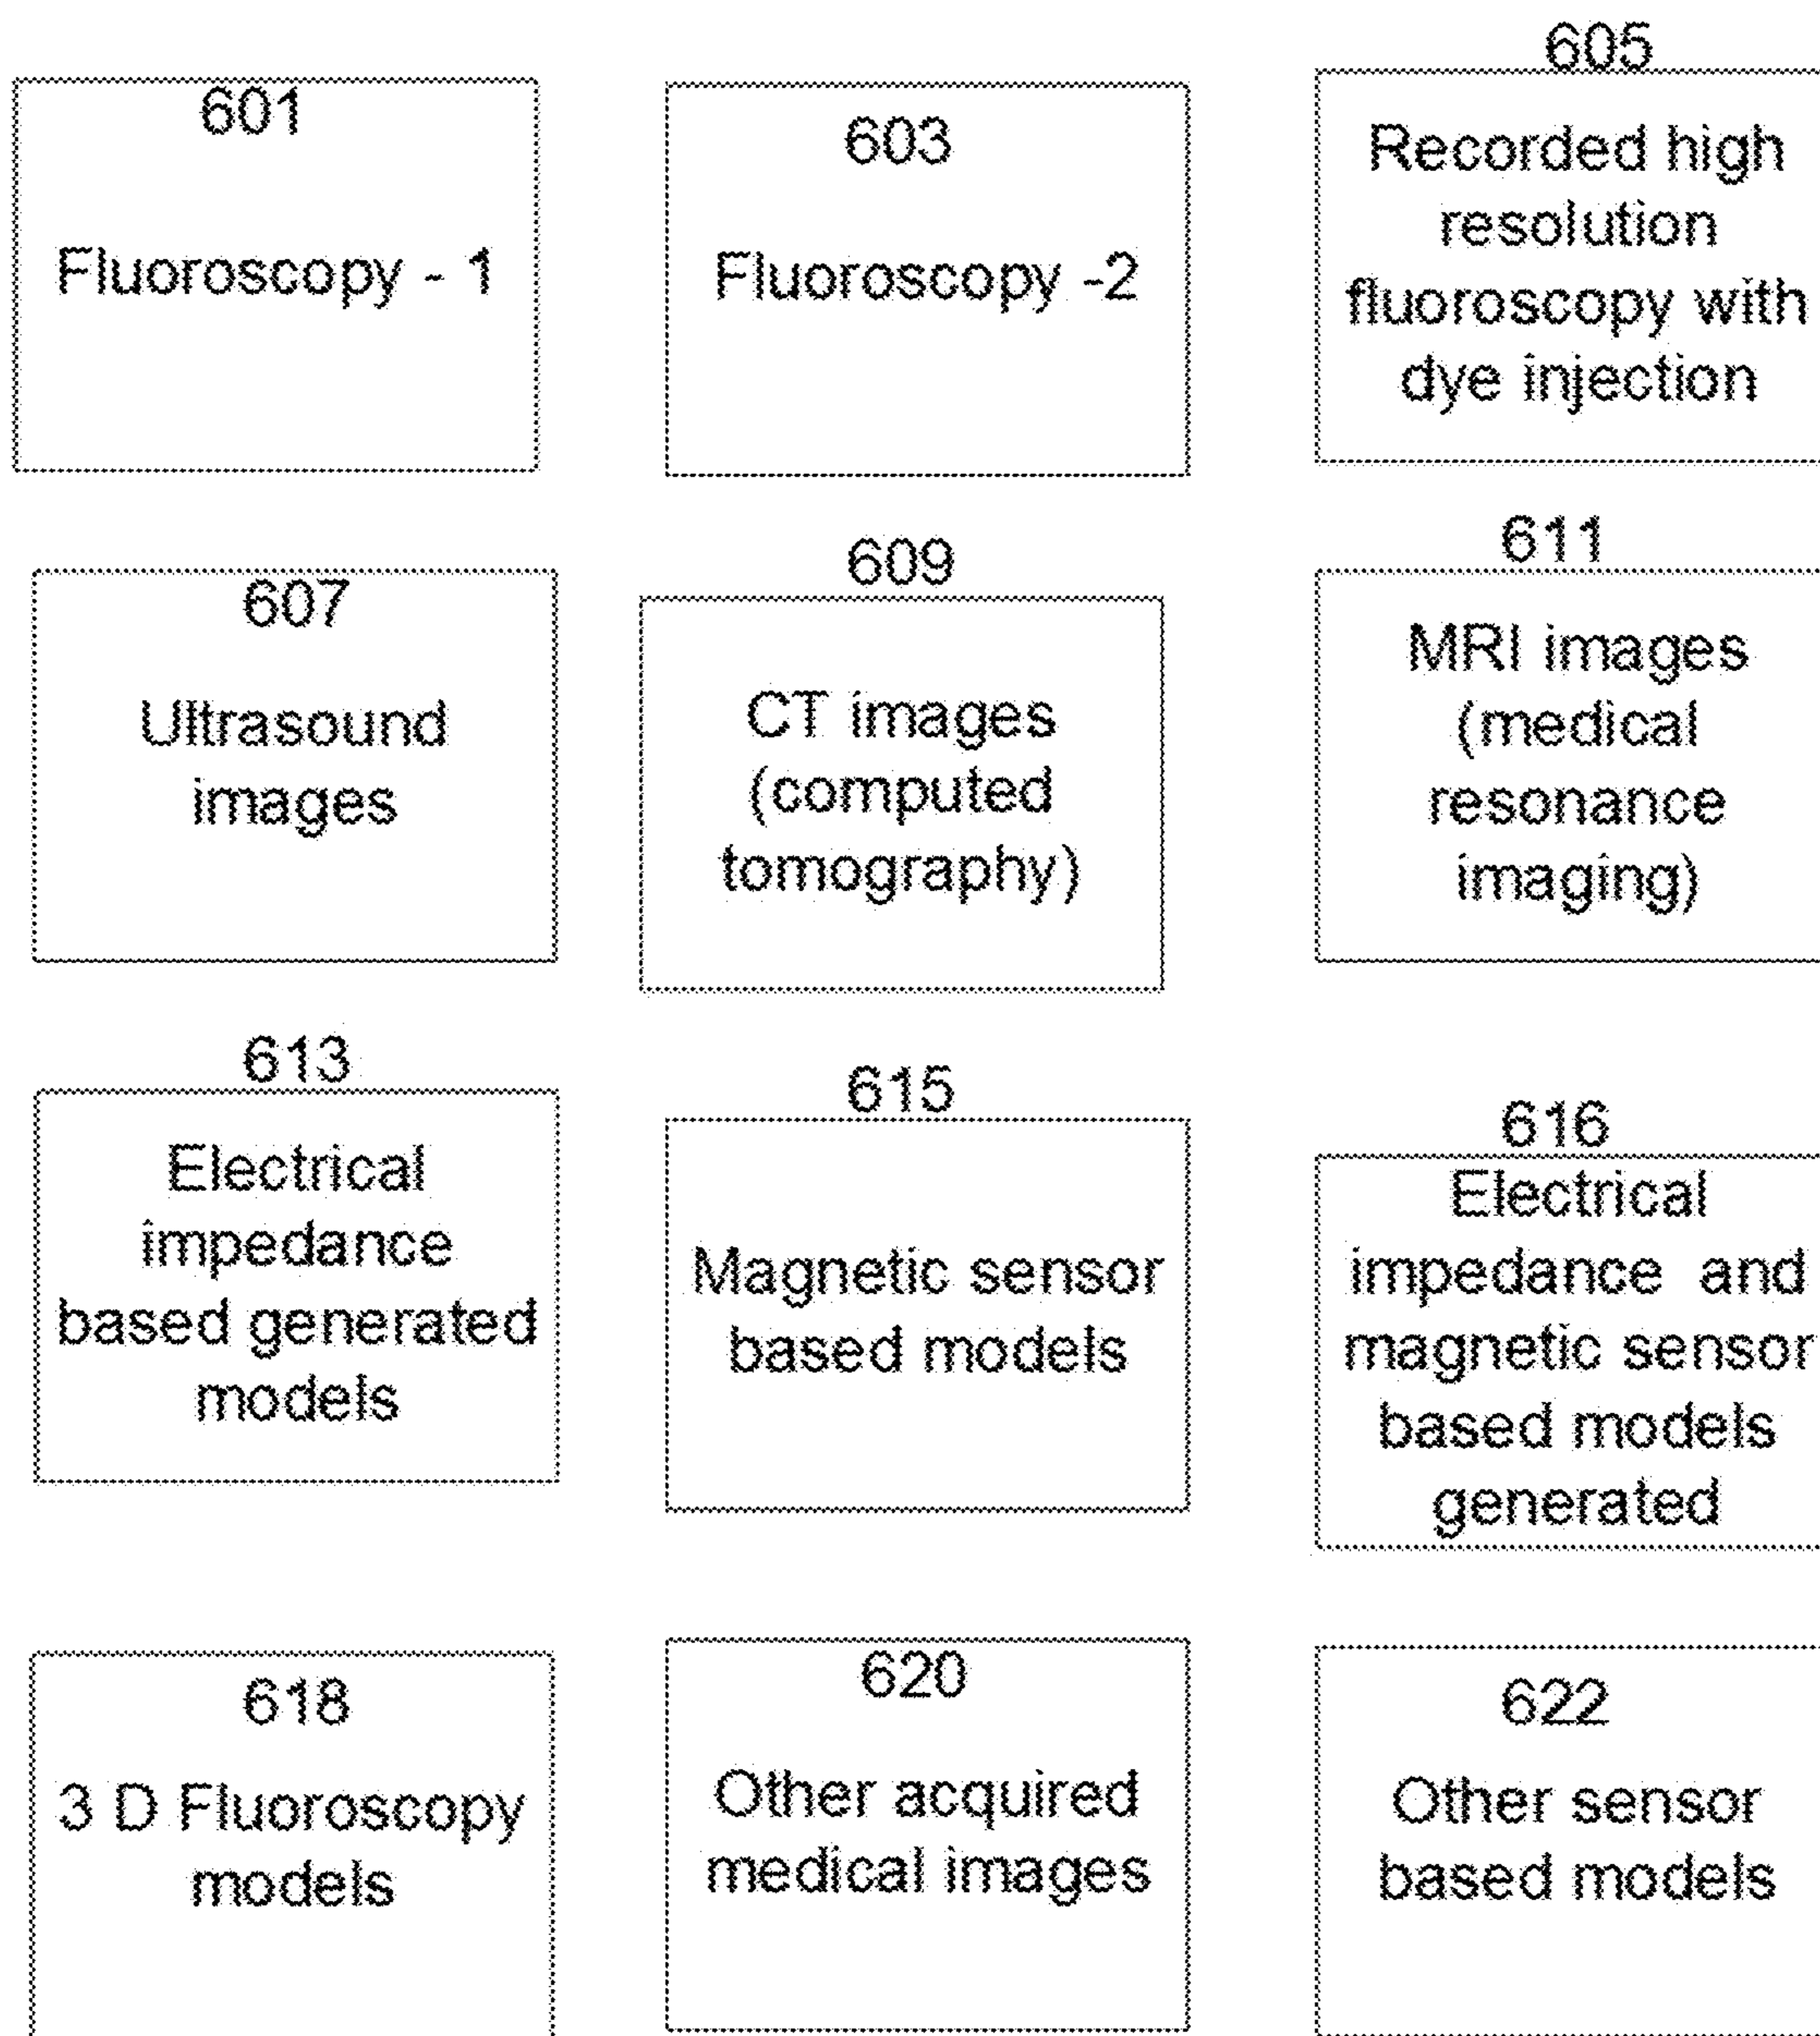 601
Fluoroscopy - 1
603
Fluoroscopy -2
605
Recorded high
resolution
fluoroscopy with
dye injection
607
Ultrasound
images
609
CT images
(computed
tomography)
611
MRI images
(medical
resonance
imaging)
613
Electrical
impedance
based generated
models
615
Magnetic sensor
based models
616
Electrical
impedance and
magnetic sensor
based models
generated
618
3 D Fluoroscopy
models
620
Other acquired
medical images
622
Other sensor
based models